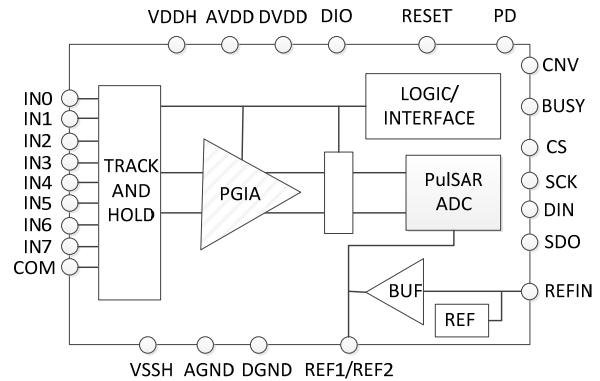 VDDH AVDD DVDD DIO RESET PD
CNV
BUSY
CS
SCK
DIN
SDO
REFIN
IN0
IN1
IN2
IN3
IN4
IN5
IN6
IN7
COM
TRACK
AND
HOLD
PGIA
LOGIC/
INTERFACE
PulSAR
ADC
BUF
REF
VSSH AGND DGND REF1/REF2